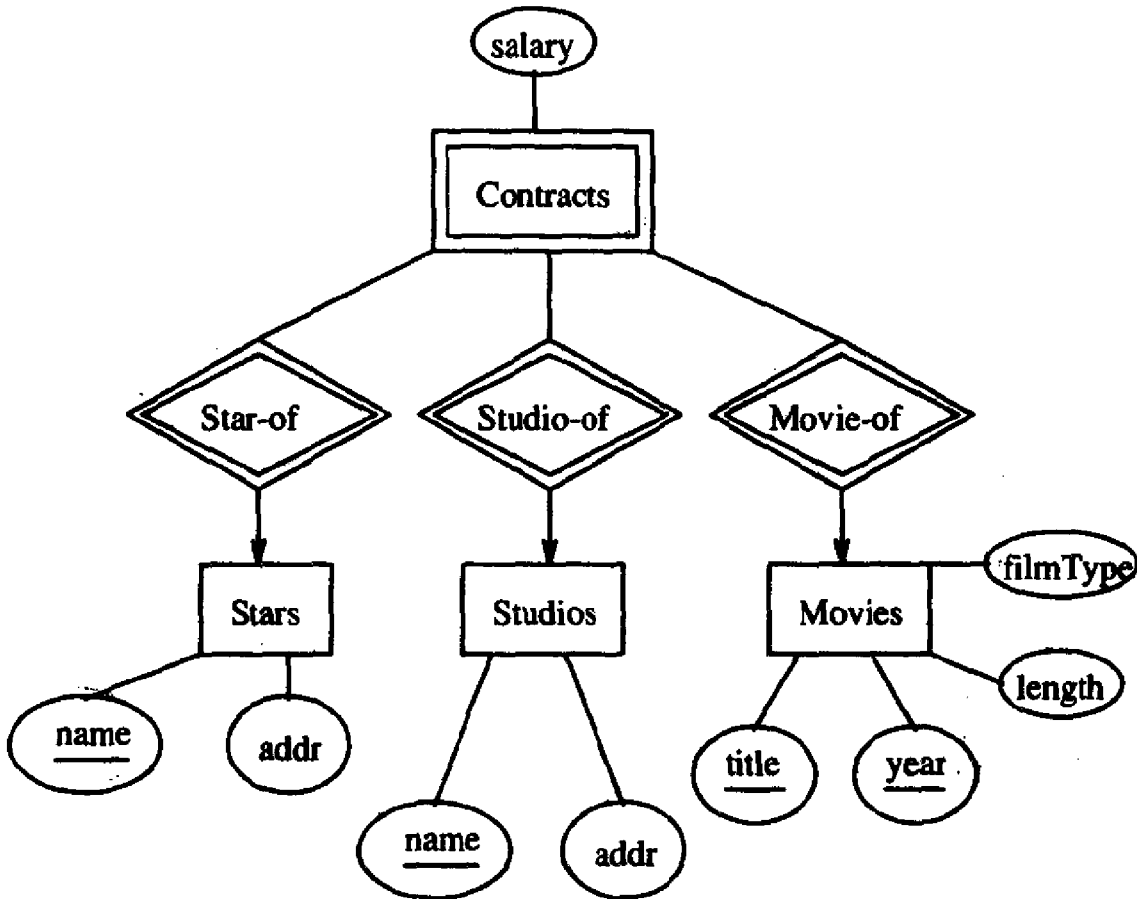 salary
Contracts
Star-of
Studio-of
Movie-of
filmType
Stars
Studios
Movies
length
name
addr
title
year
name
addr